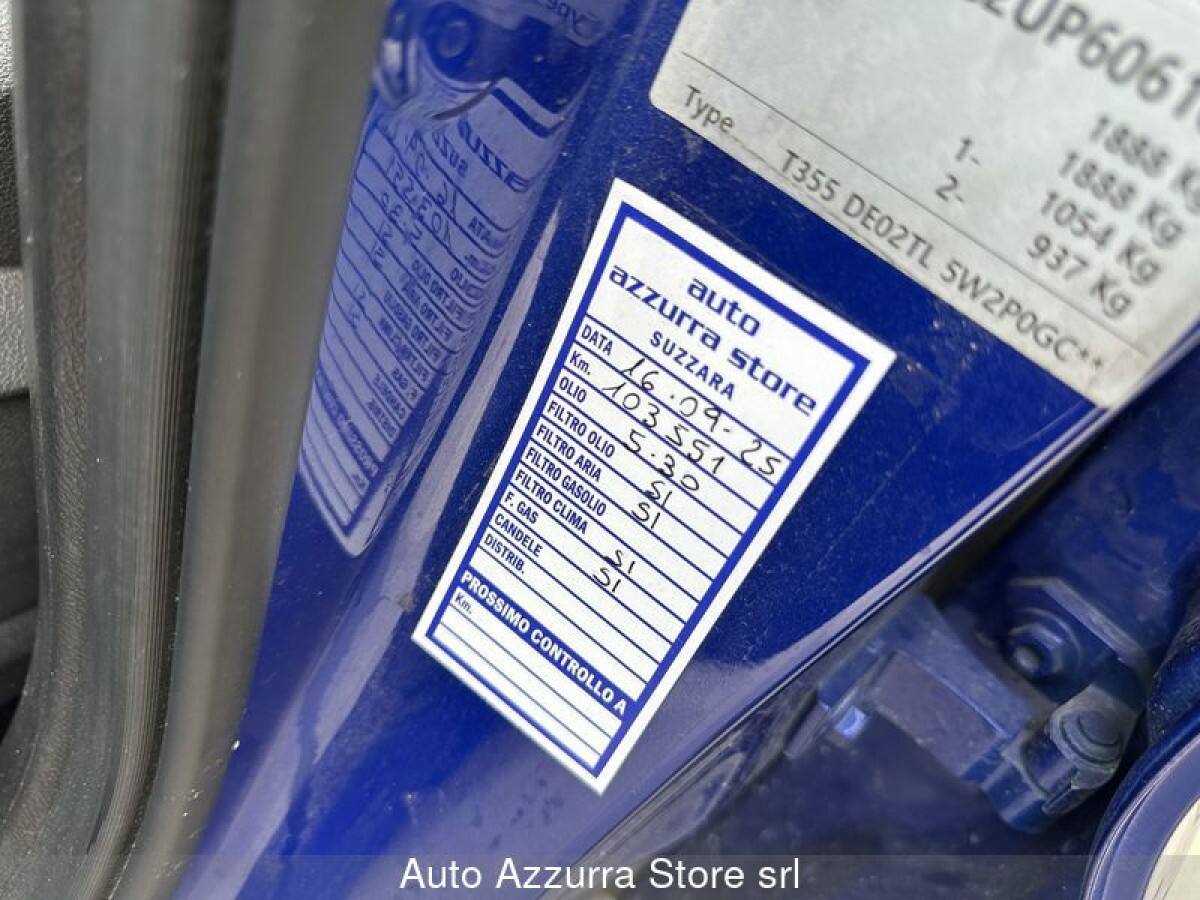 ZUP6061
1888 Kg
1- 1888 Kg
2- 1054 Kg
937 Kg
Type T355 DE02TL 5W2P0GC**
auto
azzurra store
SUZZARA
DATA 16.09-25
Km. 103551
OLIO 5.30
FILTRO OLIO SI
FILTRO ARIA SI
FILTRO GASOLIO
FILTRO CLIMA SI
F. GAS SI
CANDELE
DISTRIB.
PROSSIMO CONTROLLO A
Km.
Auto Azzurra Store srl